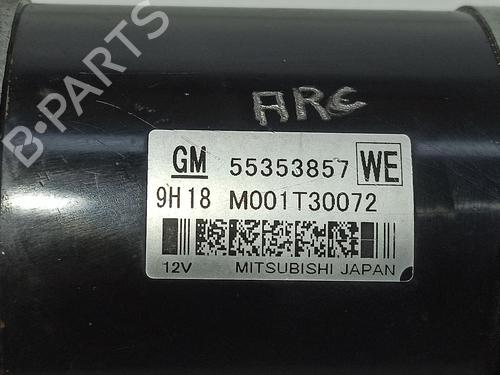 B-PARTS
ARC
GM 55353857 WE
9H18 M001T30072
12V MITSUBISHI JAPAN